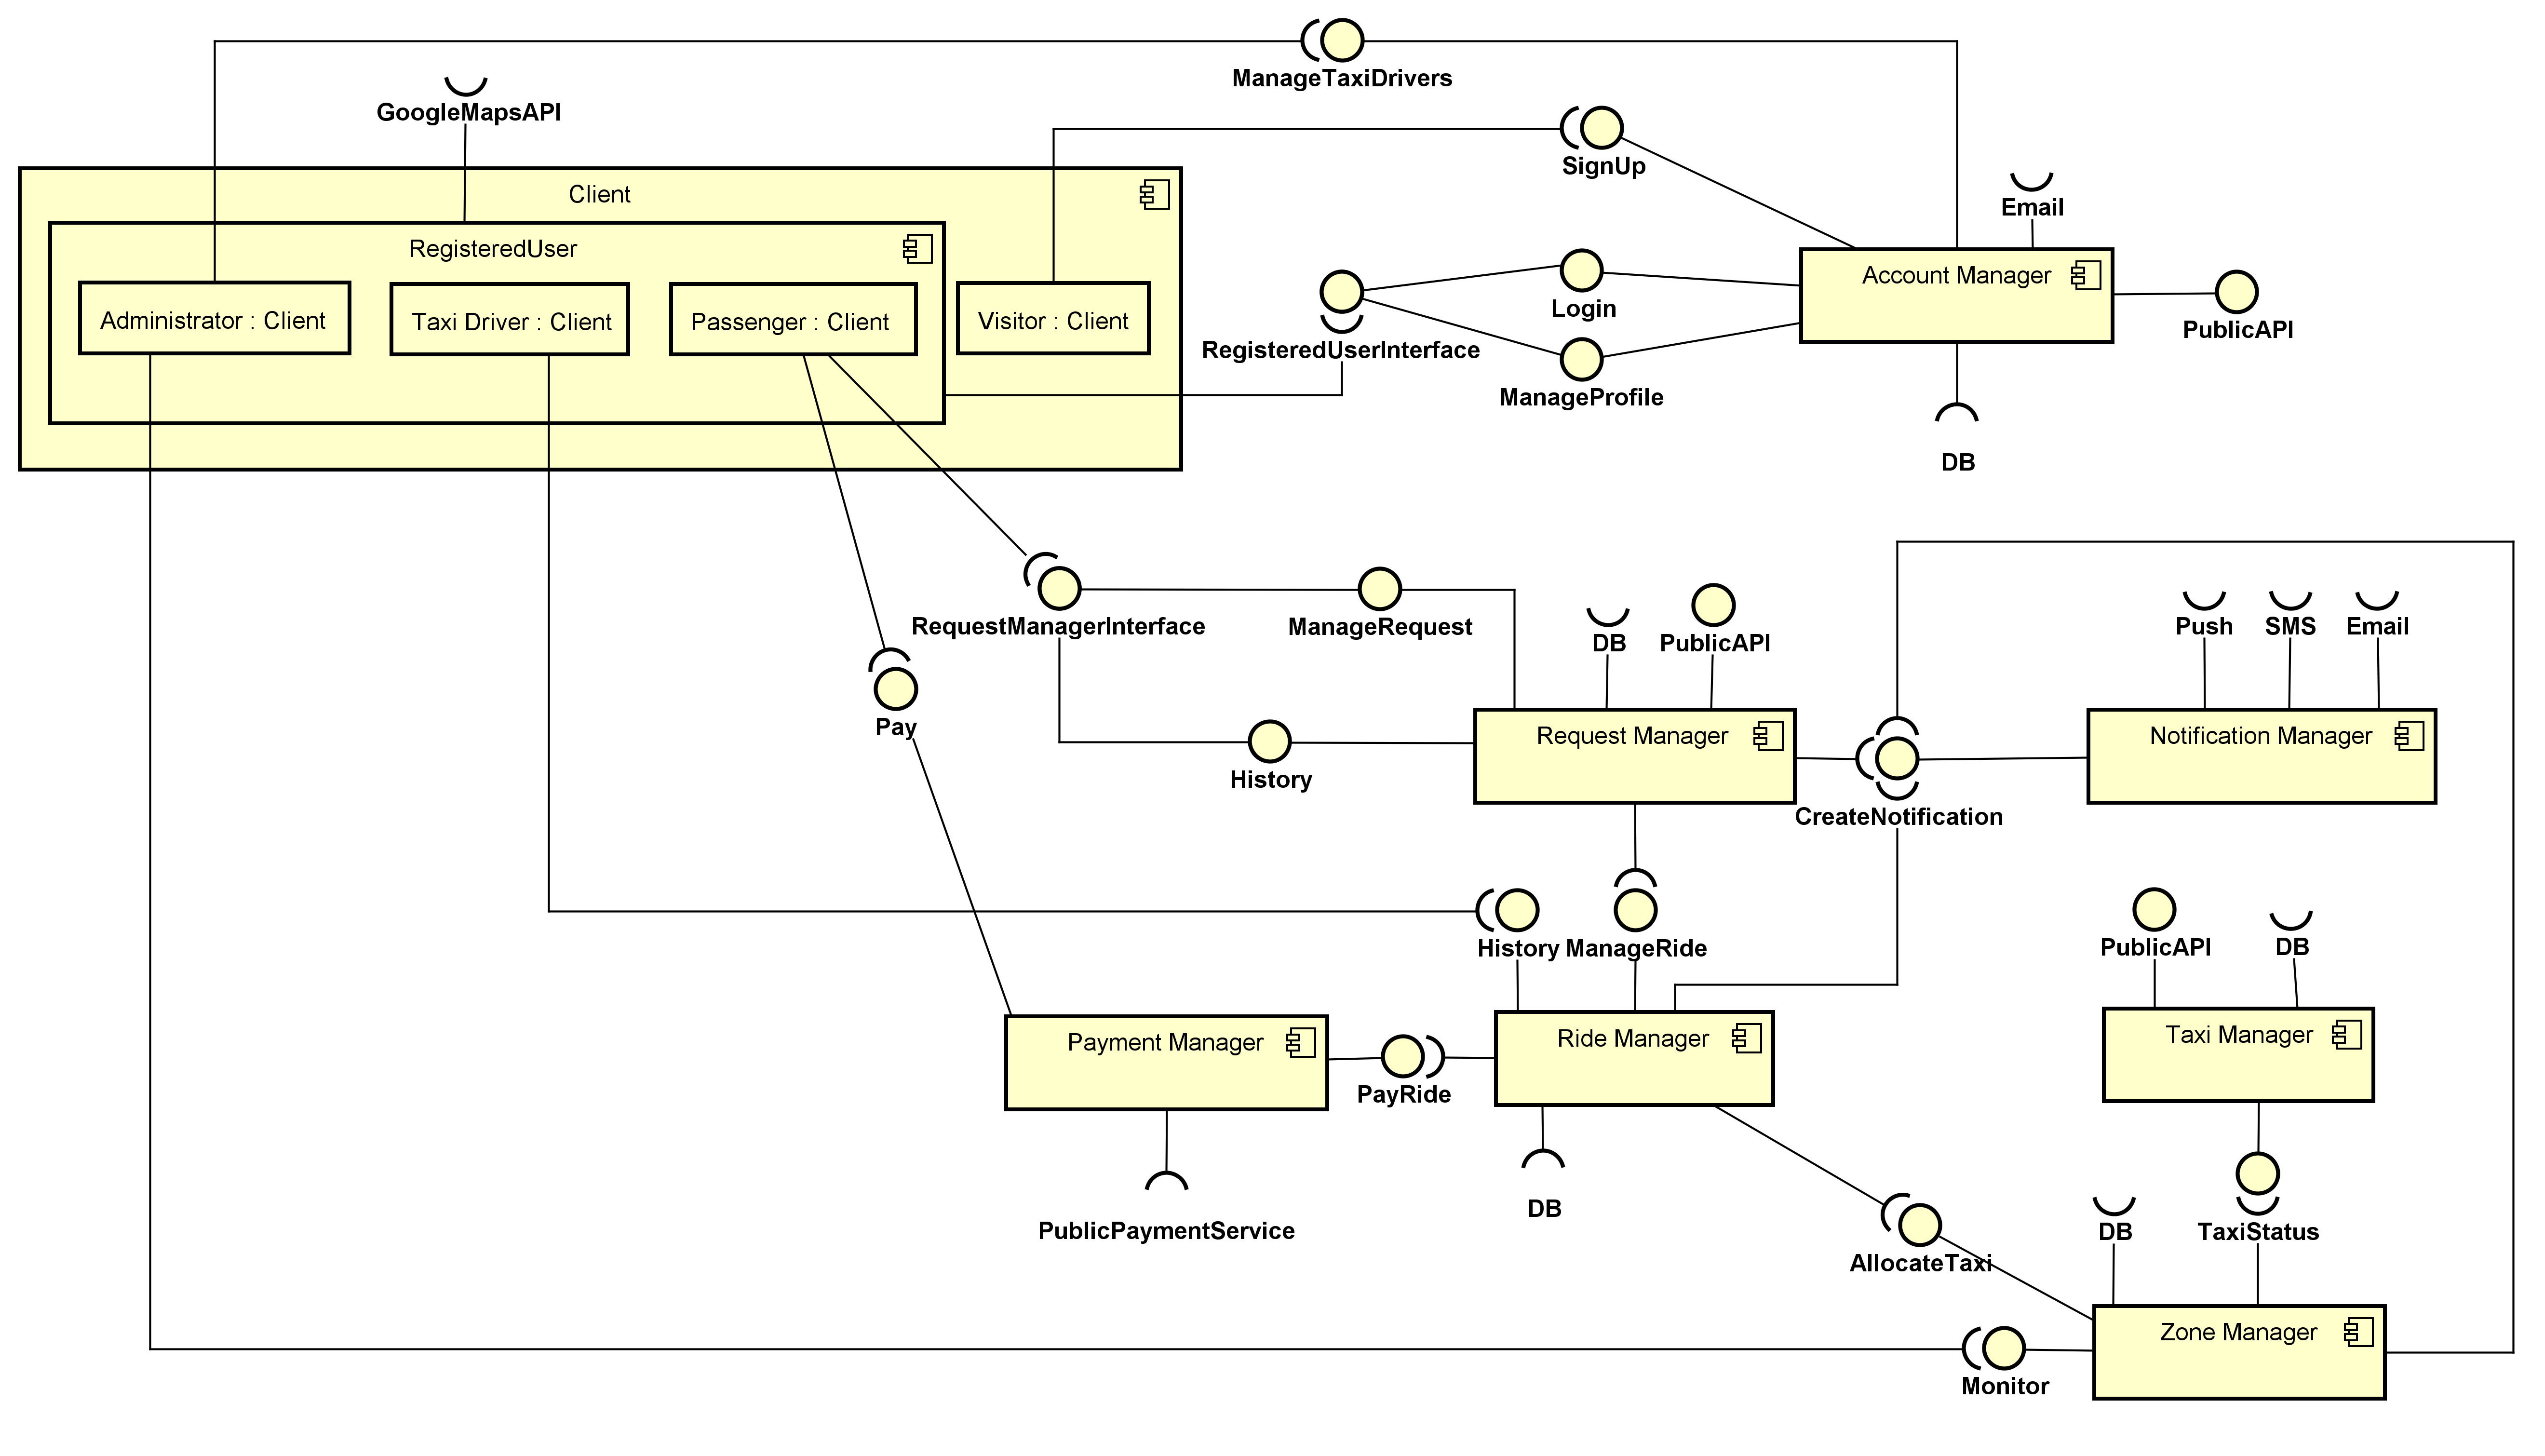 ManageTaxiDrivers
GoogleMapsAPI
SignUp
Client
Email
RegisteredUser
Account Manager
Administrator : Client
Taxi Driver : Client
Passenger : Client
Visitor : Client
Login
PublicAPI
RegisteredUserInterface
ManageProfile
DB
RequestManagerInterface
ManageRequest
DB
PublicAPI
Push
SMS
Email
Pay
Request Manager
Notification Manager
History
CreateNotification
History
ManageRide
PublicAPI
DB
Payment Manager
Ride Manager
Taxi Manager
PayRide
PublicPaymentService
DB
AllocateTaxi
DB
TaxiStatus
Zone Manager
Monitor